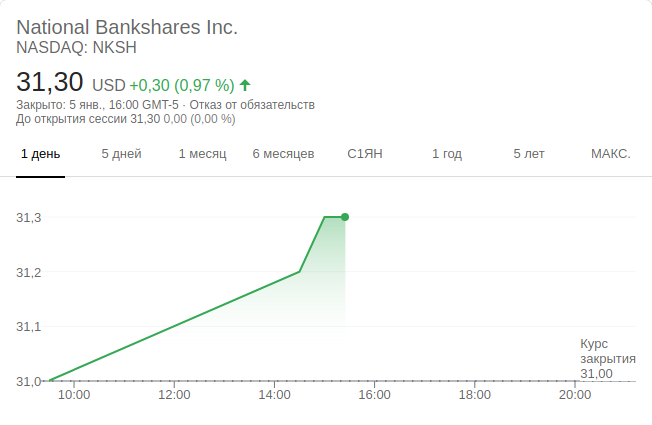 National Bankshares Inc.
NASDAQ: NKSH
31,30 USD +0,30 (0,97 %)
Закрыто: 5 янв., 16:00 GMT-5 · Отказ от обязательств
До открытия сессии 31,30 0,00 (0,00 %)
1 день 5 дней 1 месяц 6 месяцев С1ЯН 1 год 5 лет МАКС.
31,3
31,2
31,1
31,0
Курс
закрытия
31,00
10:00 12:00 14:00 16:00 18:00 20:00